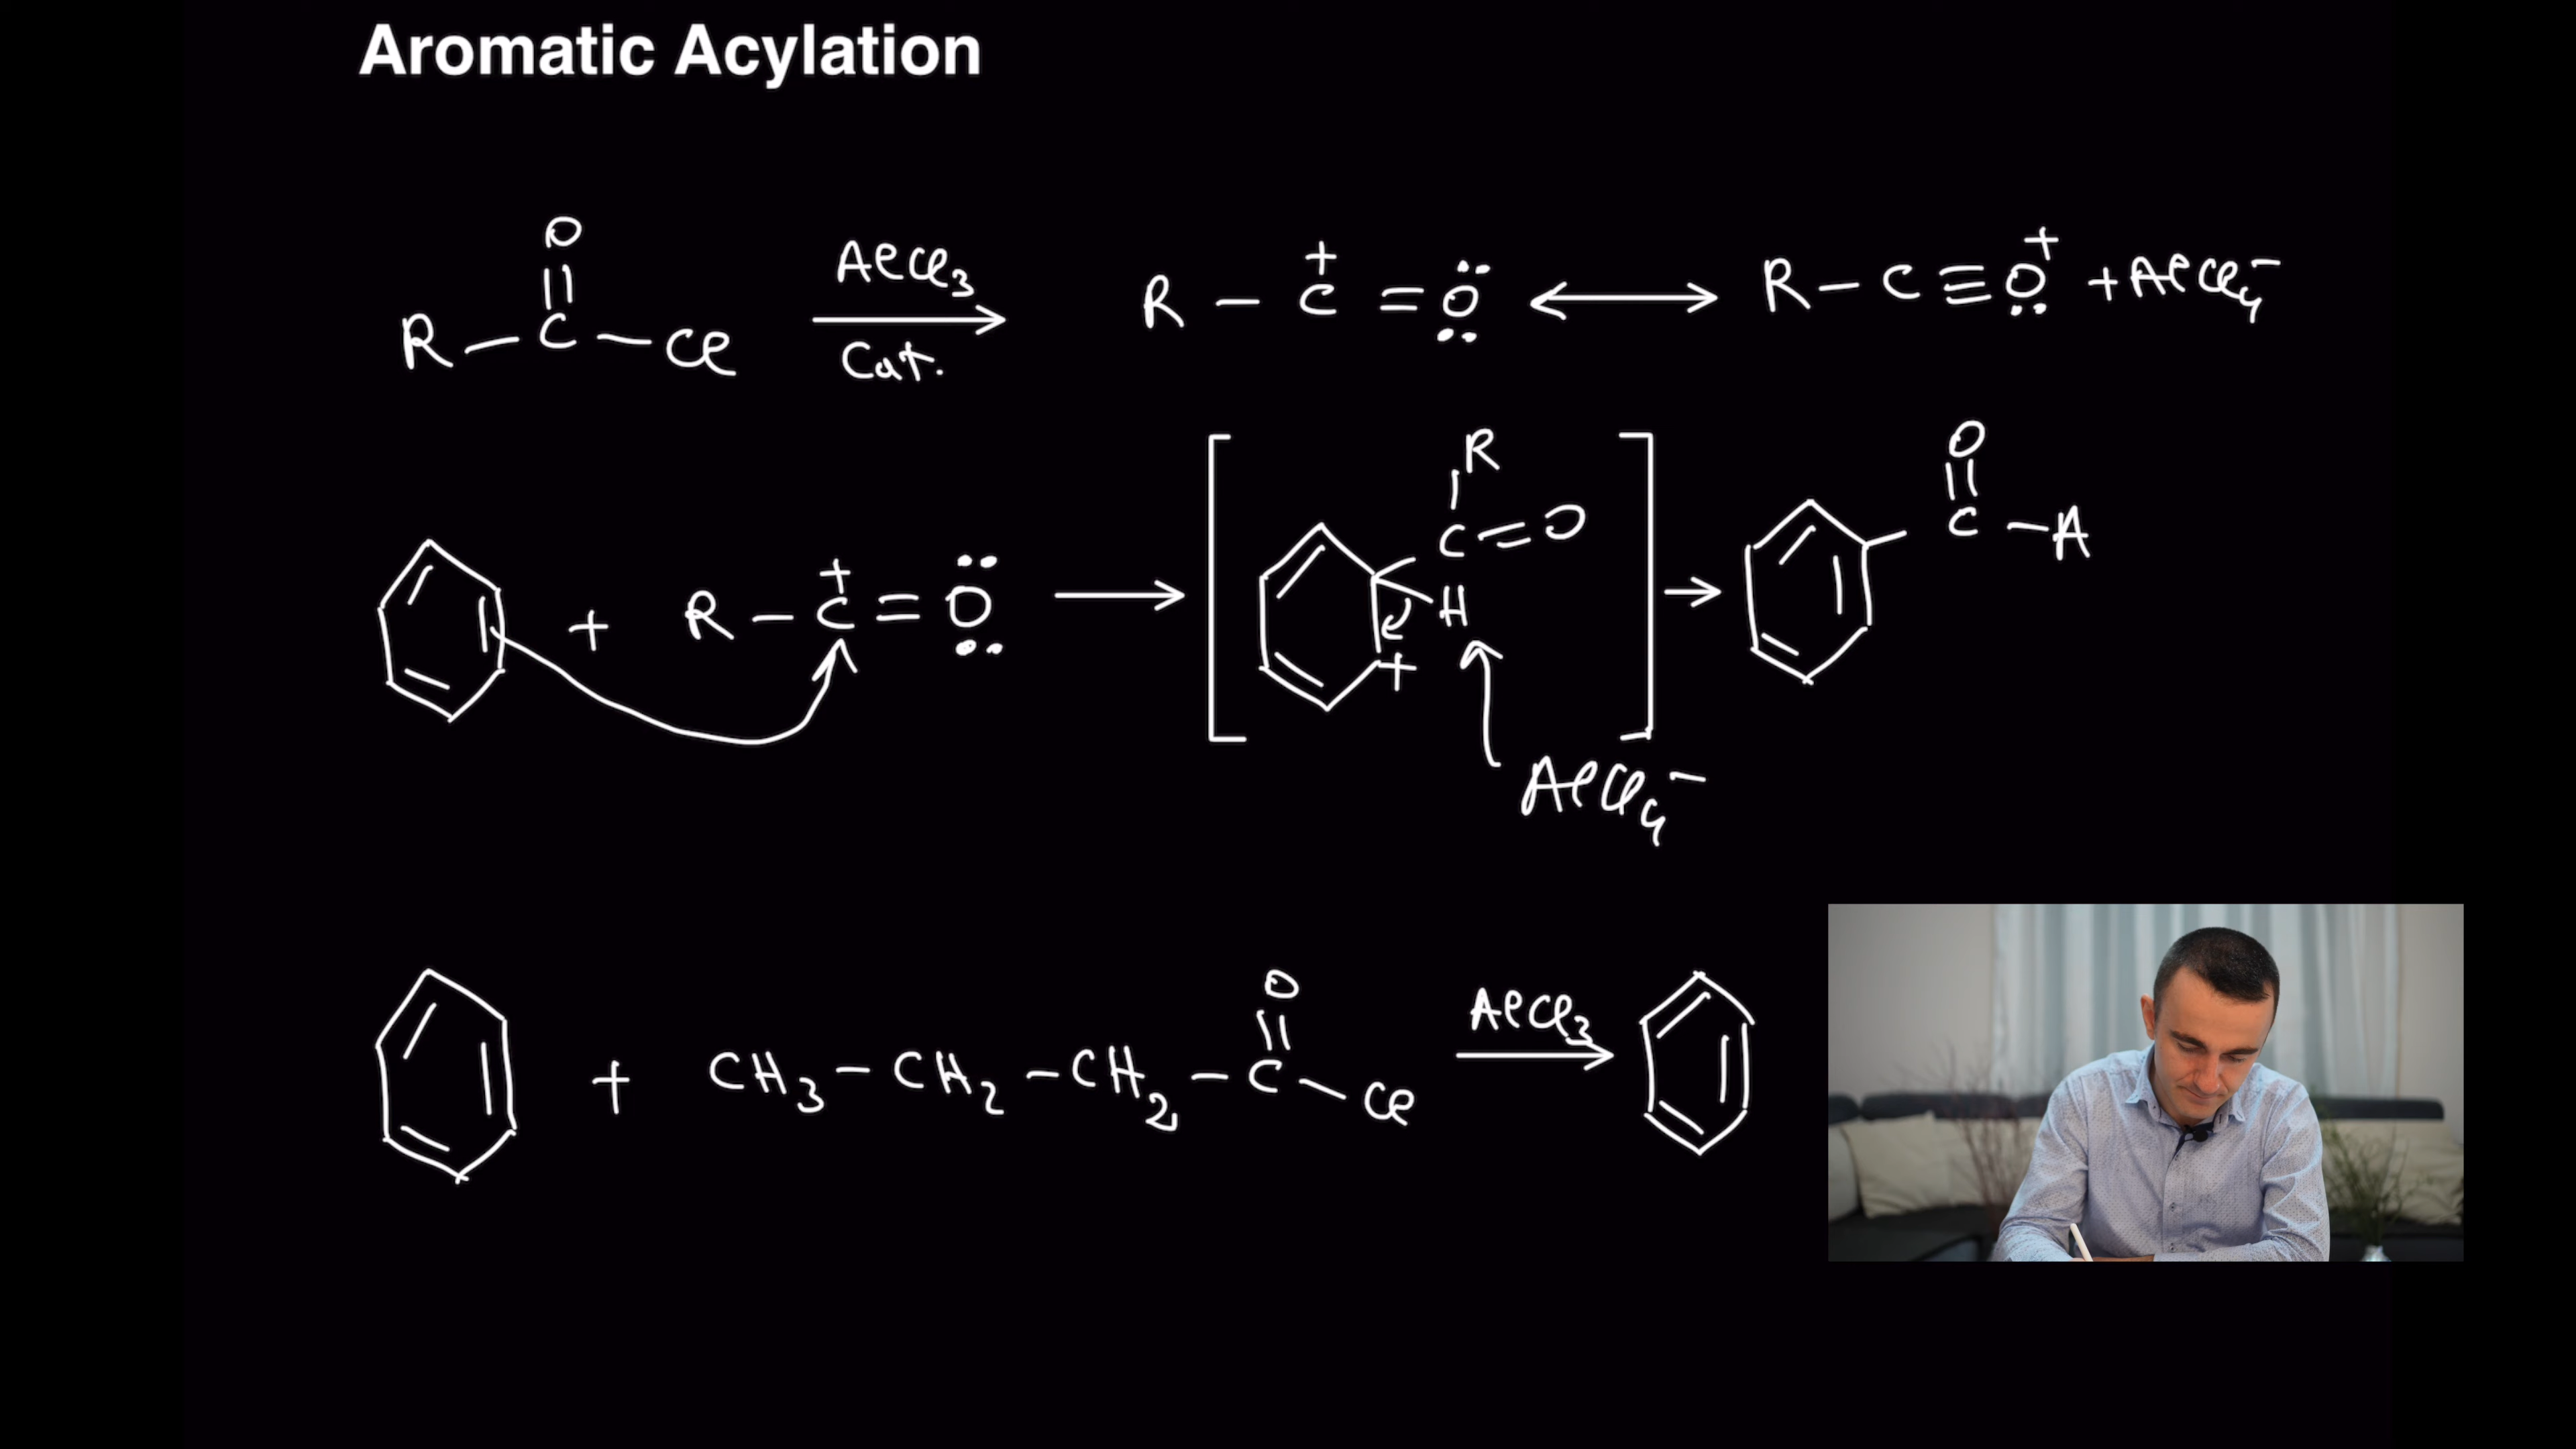 Aromatic Acylation
O
R – C – Cl AlCl₃ Cat. R – C⁺ = O ⟷ R – C ≡ O⁺ + AlCl₄⁻
+ R – C⁺ = O → [ R C = O H + ] → O C – A
AlCl₄⁻
O
+ CH₃ – CH₂ – CH₂ – C – Cl AlCl₃